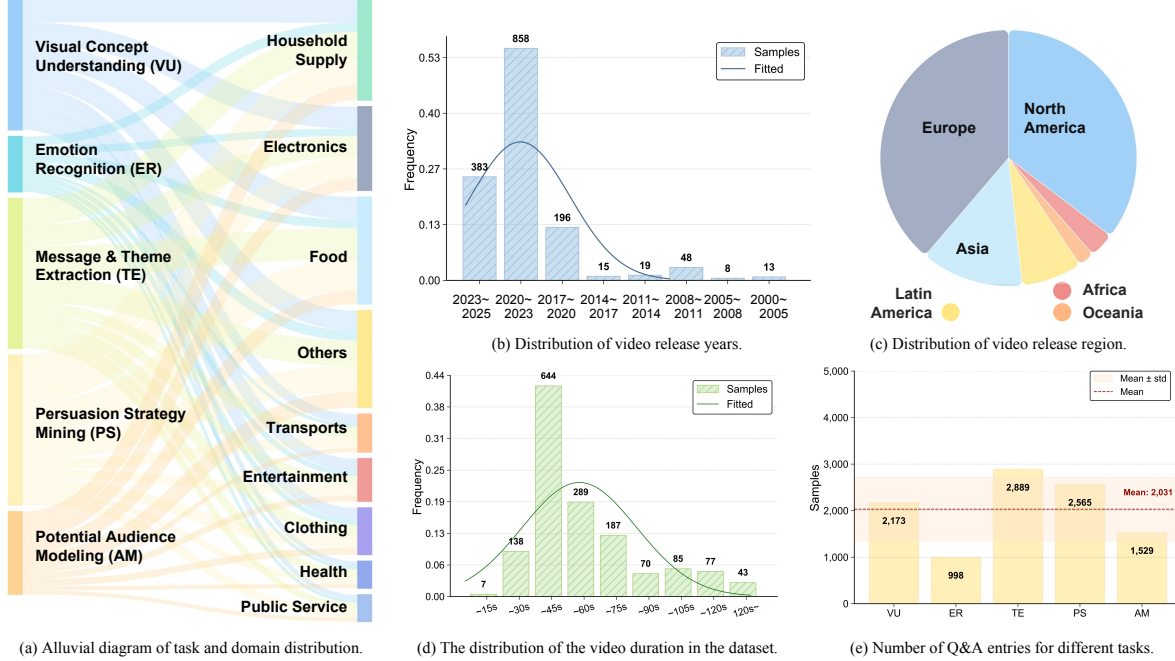 Visual Concept
Understanding (VU)
Emotion
Recognition (ER)
Message & Theme
Extraction (TE)
Persuasion Strategy
Mining (PS)
Potential Audience
Modeling (AM)
Household
Supply
Electronics
Food
Others
Transports
Entertainment
Clothing
Health
Public Service
(a) Alluvial diagram of task and domain distribution.
Frequency
0.53
0.40
0.27
0.13
0.00
383
858
196
15
19
48
8
13
Samples
Fitted
2023~
2025
2020~
2023
2017~
2020
2014~
2017
2011~
2014
2008~
2011
2005~
2008
2000~
2005
(b) Distribution of video release years.
Europe
North
America
Asia
Latin
America
Africa
Oceania
(c) Distribution of video release region.
Frequency
0.44
0.38
0.31
0.25
0.19
0.13
0.06
0.00
7
138
644
289
187
70
85
77
43
Samples
Fitted
~15s
~30s
~45s
~60s
~75s
~90s
~105s
~120s
120s~
(d) The distribution of the video duration in the dataset.
Samples
5,000
4,000
3,000
2,000
1,000
0
Mean ± std
Mean
Mean: 2,031
2,173
998
2,889
2,565
1,529
VU
ER
TE
PS
AM
(e) Number of Q&A entries for different tasks.